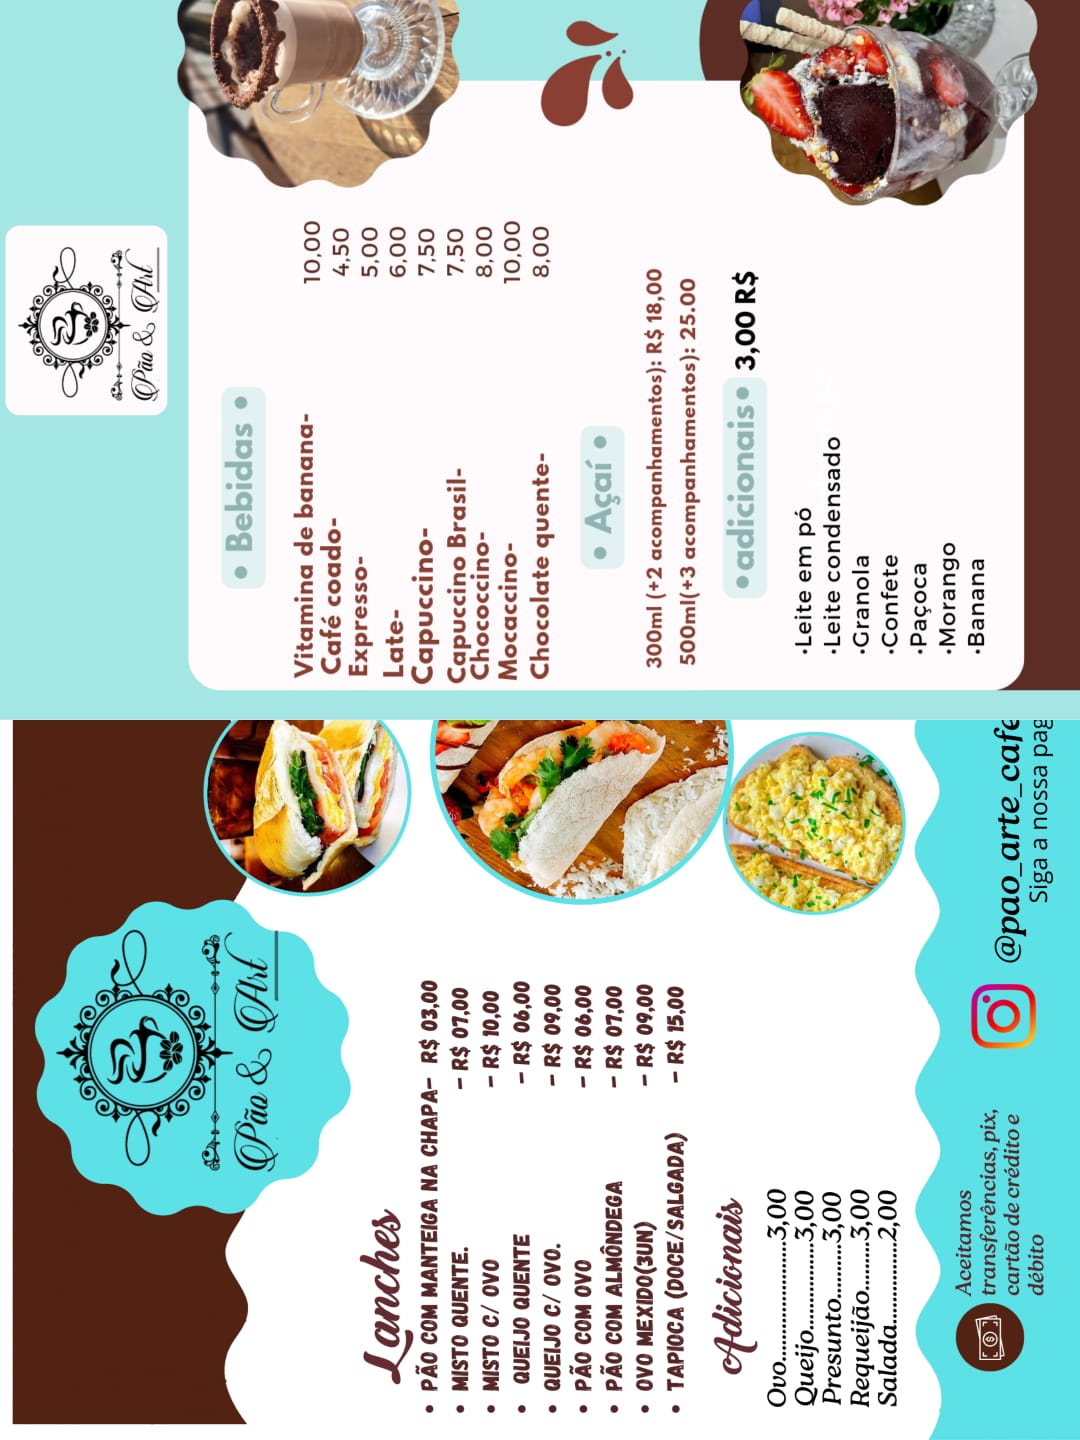 Pão & Art
• Bebidas •
Vitamina de banana- 10,00
Café coado- 4,50
Expresso- 5,00
Late- 6,00
Capuccino- 7,50
Capuccino Brasil- 7,50
Chococcino- 8,00
Mocaccino- 10,00
Chocolate quente- 8,00
• Açaí •
300ml (+2 acompanhamentos): R$ 18,00
500ml(+3 acompanhamentos): 25.00
•adicionais• 3,00 R$
·Leite em pó
·Leite condensado
·Granola
·Confete
·Paçoca
·Morango
·Banana
Pão & Art
Lanches
• PÃO COM MANTEIGA NA CHAPA- R$ 03,00
• MISTO QUENTE. - R$ 07,00
• MISTO C/ OVO - R$ 10,00
• QUEIJO QUENTE - R$ 06,00
• QUEIJO C/ OVO. - R$ 09,00
• PÃO COM OVO - R$ 06,00
• PÃO COM ALMÔNDEGA - R$ 07,00
• OVO MEXIDO(3UN) - R$ 09,00
• TAPIOCA (DOCE/SALGADA) - R$ 15,00
Adicionais
Ovo........................3,00
Queijo...............3,00
Presunto..........3,00
Requeijão.........3,00
Salada..............2,00
Aceitamos
transferências, pix,
cartão de crédito e
débito
@pao_arte_cafe
Siga a nossa pag